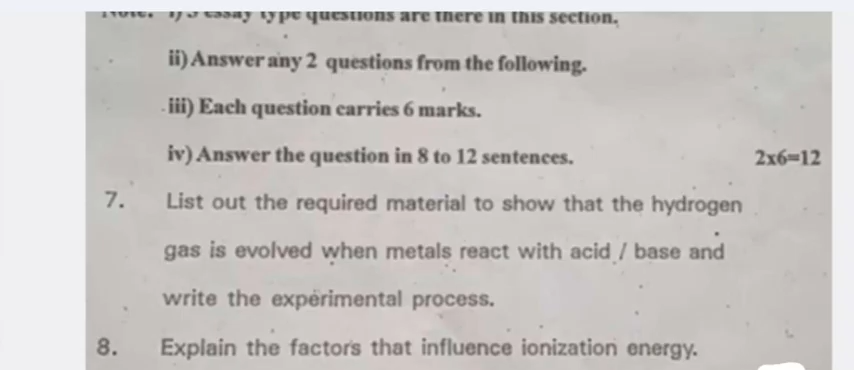 Note: i) 3 essay type questions are there in this section.
ii) Answer any 2 questions from the following.
iii) Each question carries 6 marks.
iv) Answer the question in 8 to 12 sentences. 2x6=12
7. List out the required material to show that the hydrogen
gas is evolved when metals react with acid / base and
write the experimental process.
8. Explain the factors that influence ionization energy.